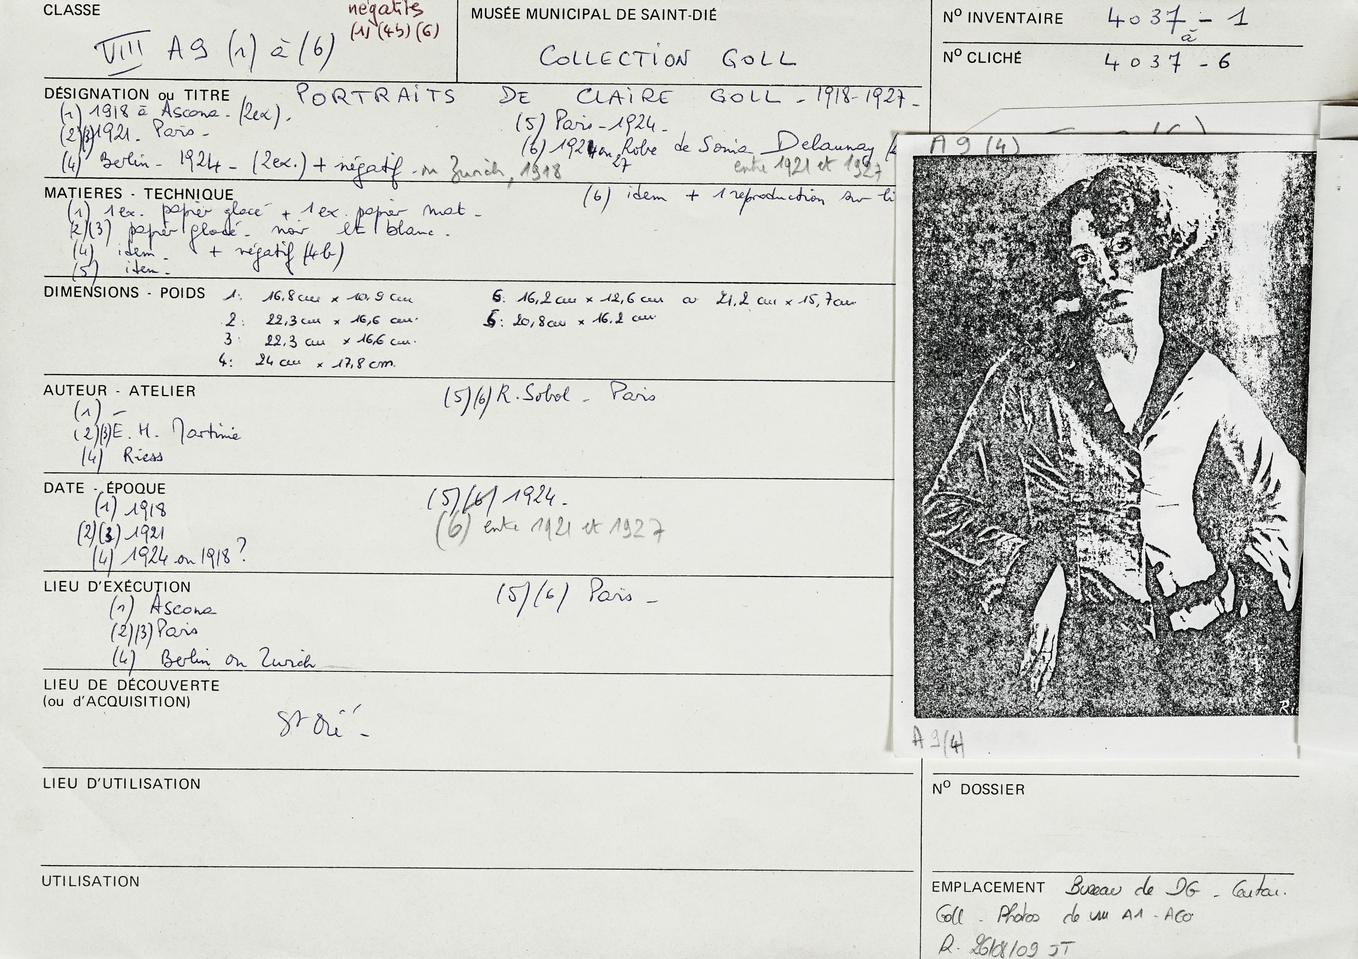 CLASSE
négatifs
(1) (4b) (6)
VIII A9 (1) à (6)
MUSÉE MUNICIPAL DE SAINT-DIÉ
COLLECTION GOLL
Nº INVENTAIRE 4037 - 1
à
Nº CLICHÉ 4037 - 6
DÉSIGNATION ou TITRE PORTRAITS DE CLAIRE GOLL - 1918-1927 -
(1) 1918 à Ascona - (2ex).
(2)(3) 1921. Paris -
(4) Berlin - 1924 - (2ex.) + négatif - ou Zurich, 1918
(5) Paris - 1924 -
(6) 1924 ou 27 Robe de Sonia Delaunay
entre 1921 et 1927
MATIERES - TECHNIQUE
(1) 1 ex. papier glacé + 1 ex. papier mat -
(2)(3) papier glacé - noir et blanc -
(4) idem - + négatif (4b)
(5) idem -
(6) idem + 1 reproduction sur
DIMENSIONS - POIDS
1: 16,8 cm x 10,9 cm
2: 22,3 cm x 16,6 cm.
3: 22,3 cm x 16,6 cm.
4: 24 cm x 17,8 cm.
6: 16,2 cm x 12,6 cm ou 21,2 cm x 15,7 cm
5: 20,8 cm x 16,2 cm
AUTEUR - ATELIER
(1) -
(2)(3) E. H. Martinie
(4) Riess
(5)(6) R. Sobol - Paris
DATE - ÉPOQUE
(1) 1918
(2)(3) 1921
(4) 1924 ou 1918 ?
(5)(6) 1924 -
(6) entre 1921 et 1927
LIEU D'EXÉCUTION
(1) Ascona
(2)(3) Paris
(4) Berlin ou Zurich
(5)(6) Paris -
LIEU DE DÉCOUVERTE
(ou d'ACQUISITION)
St Dié -
LIEU D'UTILISATION
UTILISATION
A9 (4)
A9 (4)
Nº DOSSIER
EMPLACEMENT Bureau de DG -
Goll - Photos de A1 -
R. 26/08/09 JT